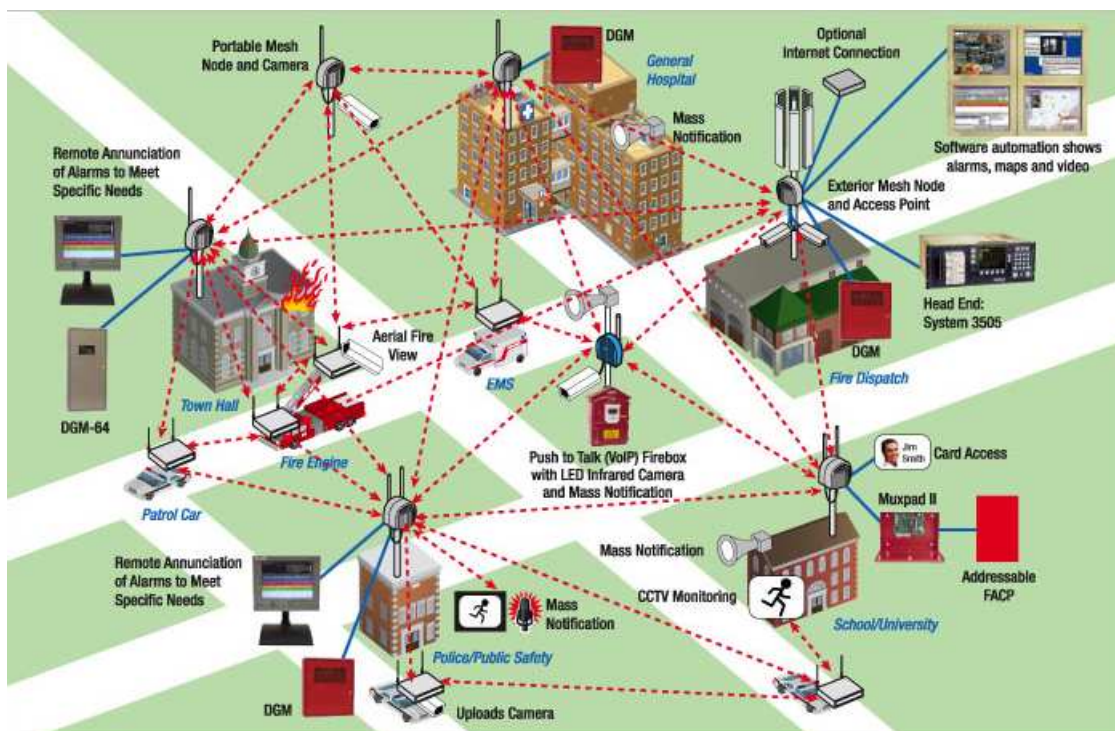 Portable Mesh
Node and Camera
DGM
General
Hospital
Optional
Internet Connection
Mass
Notification
Software automation shows
alarms, maps and video
Remote Annunciation
of Alarms to Meet
Specific Needs
Exterior Mesh Node
and Access Point
Head End:
System 3505
DGM
Fire Dispatch
Aerial Fire
View
EMS
Town Hall
DGM-64
Fire Engine
Patrol Car
Push to Talk (VoIP) Firebox
with LED Infrared Camera
and Mass Notification
Jim
Smith
Card Access
Muxpad II
Addressable
FACP
Mass Notification
CCTV Monitoring
School/University
Remote Annunciation
of Alarms to Meet
Specific Needs
Mass
Notification
Police/Public Safety
DGM
Uploads Camera